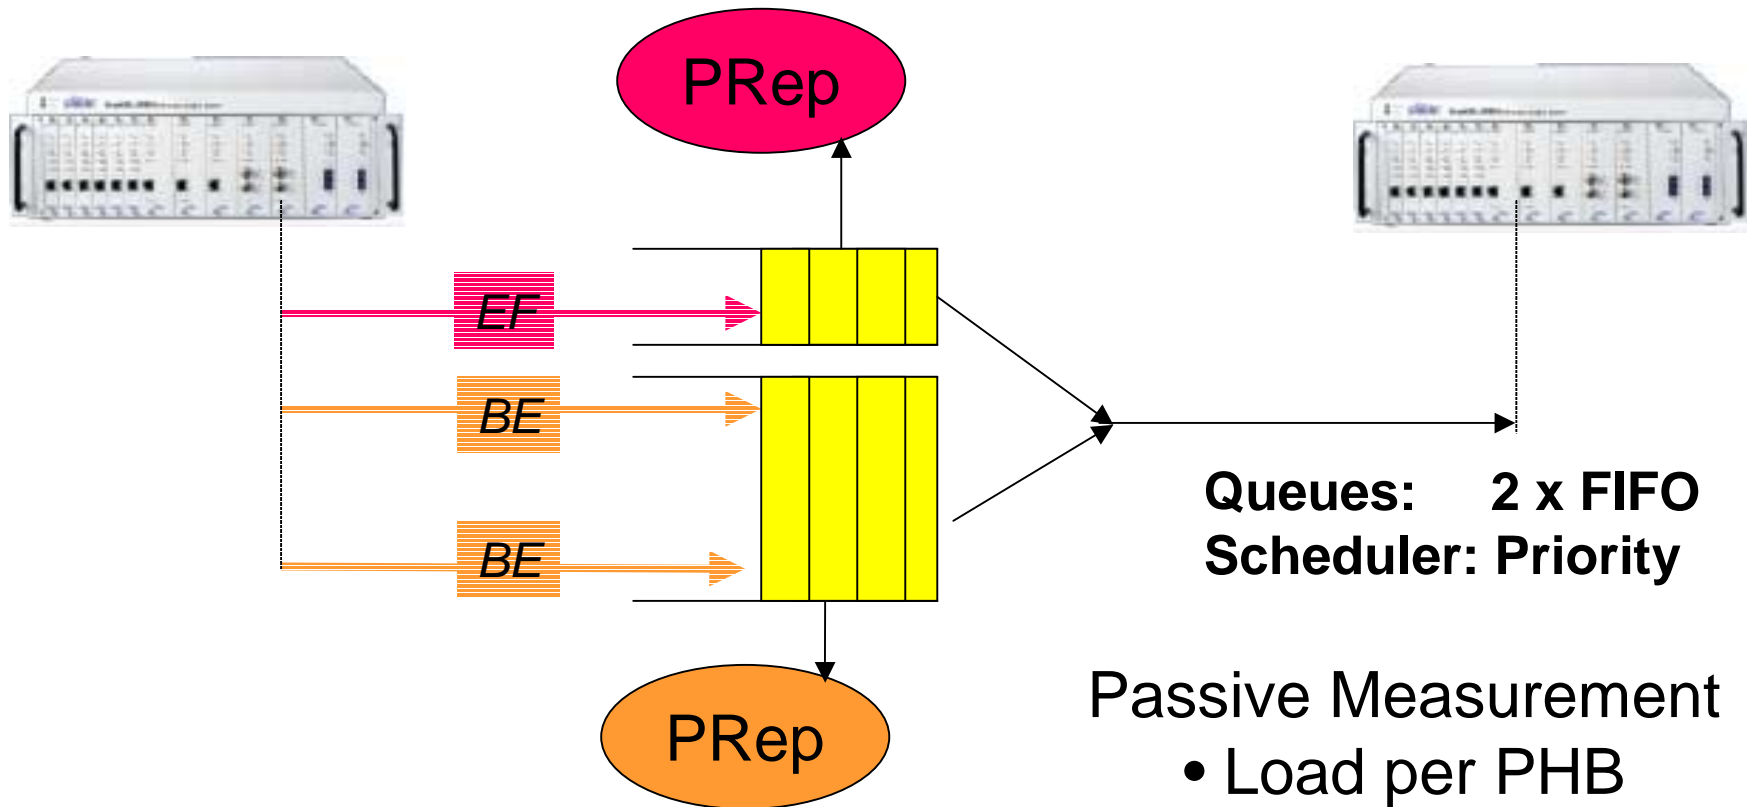 PRep
EF
BE
BE
Queues: 2 x FIFO
Scheduler: Priority
PRep
Passive Measurement
• Load per PHB